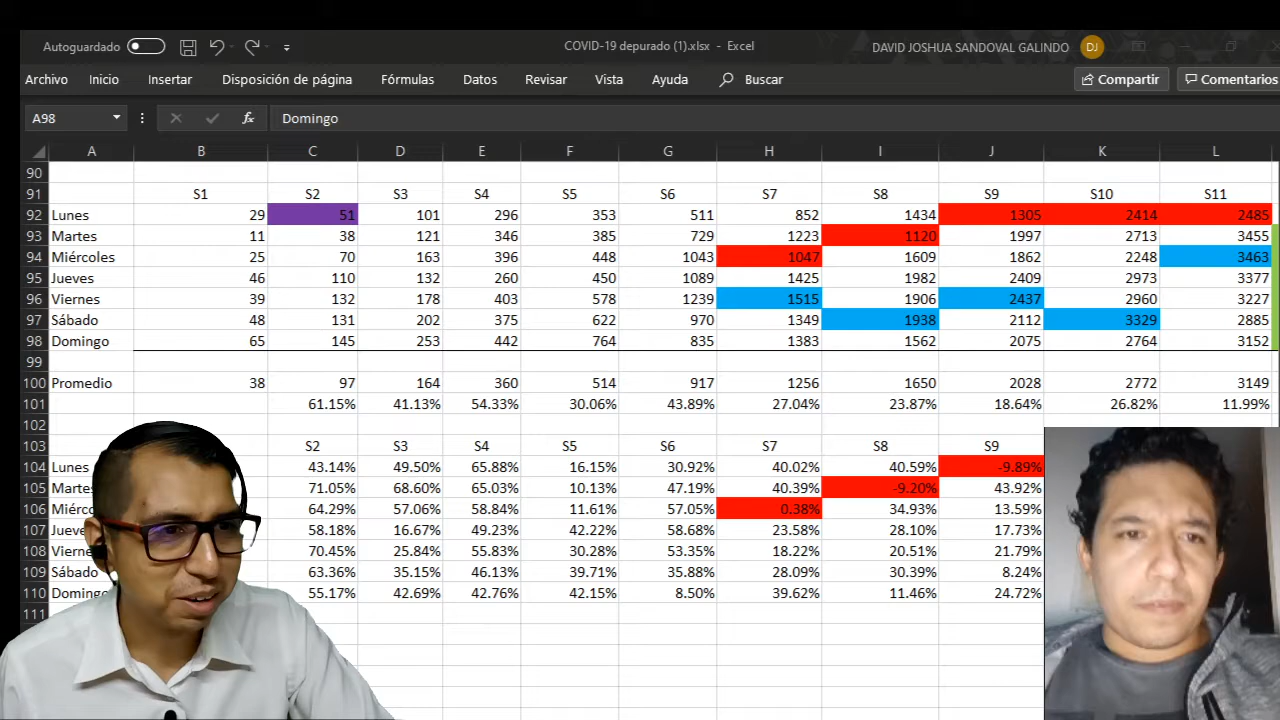 Autoguardado COVID-19 depurado (1).xlsx - Excel DAVID JOSHUA SANDOVAL GALINDO DJ
Archivo Inicio Insertar Disposición de página Fórmulas Datos Revisar Vista Ayuda Buscar Compartir Comentarios
A98 fx Domingo
A B C D E F G H I J K L
90
91 S1 S2 S3 S4 S5 S6 S7 S8 S9 S10 S11
92 Lunes 29 51 101 296 353 511 852 1434 1305 2414 2485
93 Martes 11 38 121 346 385 729 1223 1120 1997 2713 3455
94 Miércoles 25 70 163 396 448 1043 1047 1609 1862 2248 3463
95 Jueves 46 110 132 260 450 1089 1425 1982 2409 2973 3377
96 Viernes 39 132 178 403 578 1239 1515 1906 2437 2960 3227
97 Sábado 48 131 202 375 622 970 1349 1938 2112 3329 2885
98 Domingo 65 145 253 442 764 835 1383 1562 2075 2764 3152
99
100 Promedio 38 97 164 360 514 917 1256 1650 2028 2772 3149
101 61.15% 41.13% 54.33% 30.06% 43.89% 27.04% 23.87% 18.64% 26.82% 11.99%
102
103 S2 S3 S4 S5 S6 S7 S8 S9
104 Lunes 43.14% 49.50% 65.88% 16.15% 30.92% 40.02% 40.59% -9.89%
105 Martes 71.05% 68.60% 65.03% 10.13% 47.19% 40.39% -9.20% 43.92%
106 Mierco 64.29% 57.06% 58.84% 11.61% 57.05% 0.38% 34.93% 13.59%
107 Jueve 58.18% 16.67% 49.23% 42.22% 58.68% 23.58% 28.10% 17.73%
108 Vierne 70.45% 25.84% 55.83% 30.28% 53.35% 18.22% 20.51% 21.79%
109 Sábado 63.36% 35.15% 46.13% 39.71% 35.88% 28.09% 30.39% 8.24%
110 Domingo 55.17% 42.69% 42.76% 42.15% 8.50% 39.62% 11.46% 24.72%
111